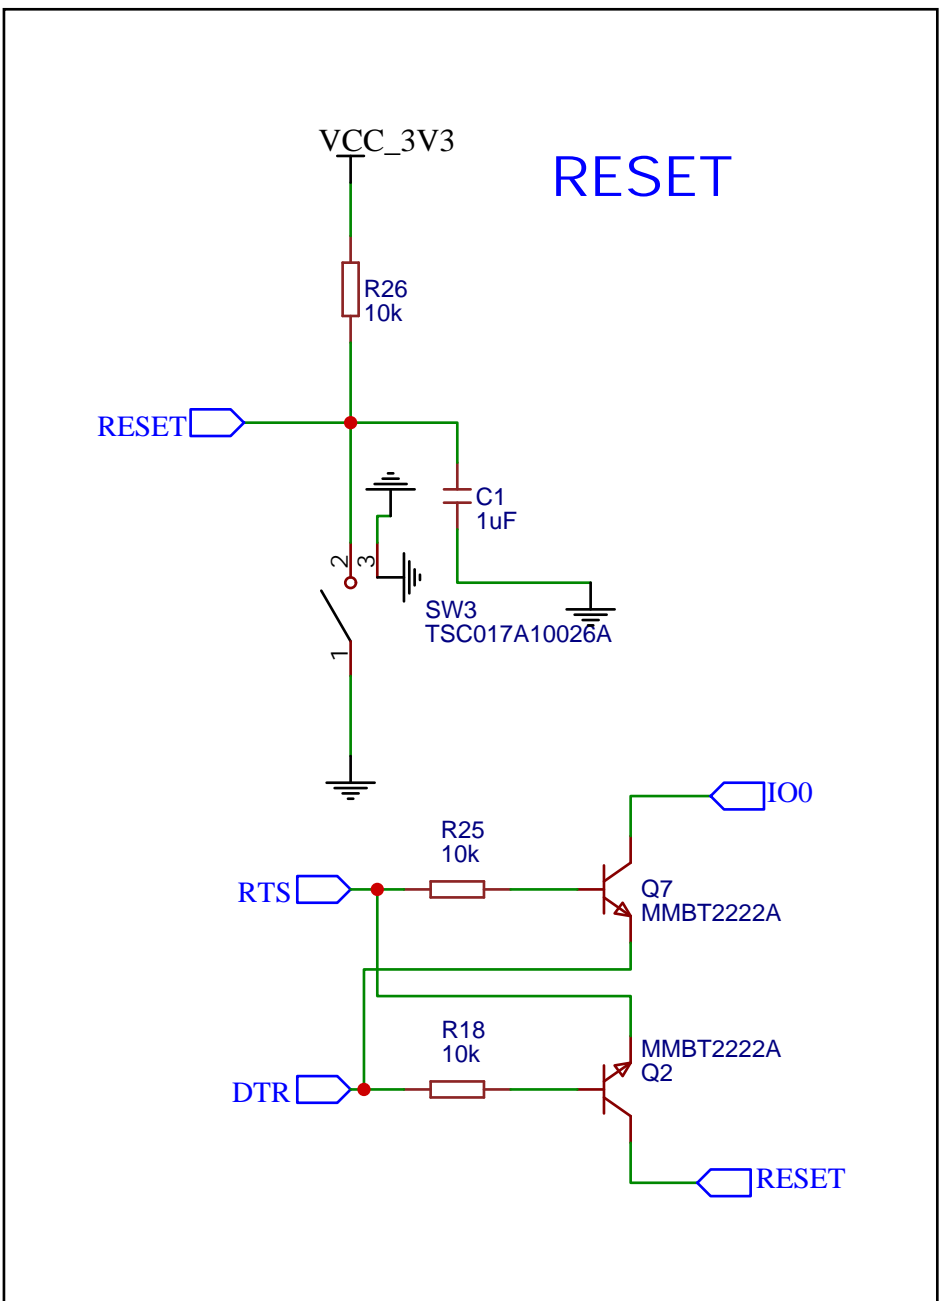 VCC_3V3
RESET
R26
10k
RESET
C1
1uF
2
3
SW3
TSC017A10026A
1
IO0
R25
10k
RTS
Q7
MMBT2222A
R18
10k
MMBT2222A
Q2
DTR
RESET